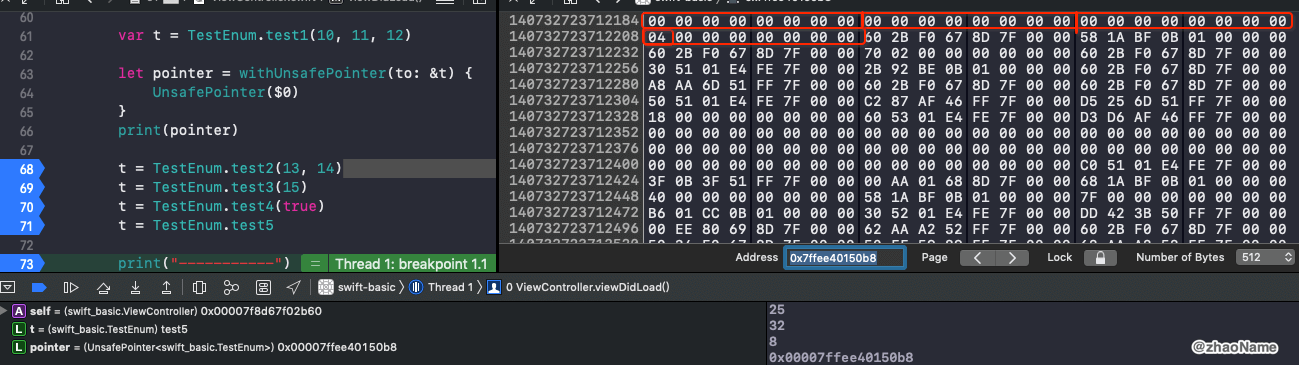 60
61 var t = TestEnum.test1(10, 11, 12)
62
63 let pointer = withUnsafePointer(to: &t) {
64 UnsafePointer($0)
65 }
66 print(pointer)
67
68 t = TestEnum.test2(13, 14)
69 t = TestEnum.test3(15)
70 t = TestEnum.test4(true)
71 t = TestEnum.test5
72
73 print("-----------") = Thread 1: breakpoint 1.1
140732723712184 00 00 00 00 00 00 00 00 00 00 00 00 00 00 00 00 00 00 00 00 00 00 00 00
140732723712208 04 00 00 00 00 00 00 00 60 2B F0 67 8D 7F 00 00 58 1A BF 0B 01 00 00 00
140732723712232 60 2B F0 67 8D 7F 00 00 70 02 00 00 00 00 00 00 60 2B F0 67 8D 7F 00 00
140732723712256 30 51 01 E4 FE 7F 00 00 2B 92 BE 0B 01 00 00 00 60 2B F0 67 8D 7F 00 00
140732723712280 A8 AA 6D 51 FF 7F 00 00 60 2B F0 67 8D 7F 00 00 60 2B F0 67 8D 7F 00 00
140732723712304 50 51 01 E4 FE 7F 00 00 C2 87 AF 46 FF 7F 00 00 D5 25 6D 51 FF 7F 00 00
140732723712328 18 00 00 00 00 00 00 00 60 53 01 E4 FE 7F 00 00 D3 D6 AF 46 FF 7F 00 00
140732723712352 00 00 00 00 00 00 00 00 00 00 00 00 00 00 00 00 00 00 00 00 00 00 00 00
140732723712376 00 00 00 00 00 00 00 00 00 00 00 00 00 00 00 00 00 00 00 00 00 00 00 00
140732723712400 00 00 00 00 00 00 00 00 00 00 00 00 00 00 00 00 C0 51 01 E4 FE 7F 00 00
140732723712424 3F 0B 3F 51 FF 7F 00 00 00 AA 01 68 8D 7F 00 00 68 1A BF 0B 01 00 00 00
140732723712448 40 00 00 00 00 00 00 00 58 1A BF 0B 01 00 00 00 7F 00 00 00 00 00 00 00
140732723712472 B6 01 CC 0B 01 00 00 00 30 52 01 E4 FE 7F 00 00 DD 42 3B 50 FF 7F 00 00
140732723712496 00 EE 80 69 8D 7F 00 00 62 AA A2 52 FF 7F 00 00 60 2B F0 67 8D 7F 00 00
Address 0x7ffee40150b8 Page Lock Number of Bytes 512
swift-basic Thread 1 0 ViewController.viewDidLoad()
A self = (swift_basic.ViewController) 0x00007f8d67f02b60
L t = (swift_basic.TestEnum) test5
L pointer = (UnsafePointer<swift_basic.TestEnum>) 0x00007ffee40150b8
25
32
8
0x00007ffee40150b8
@zhaoName